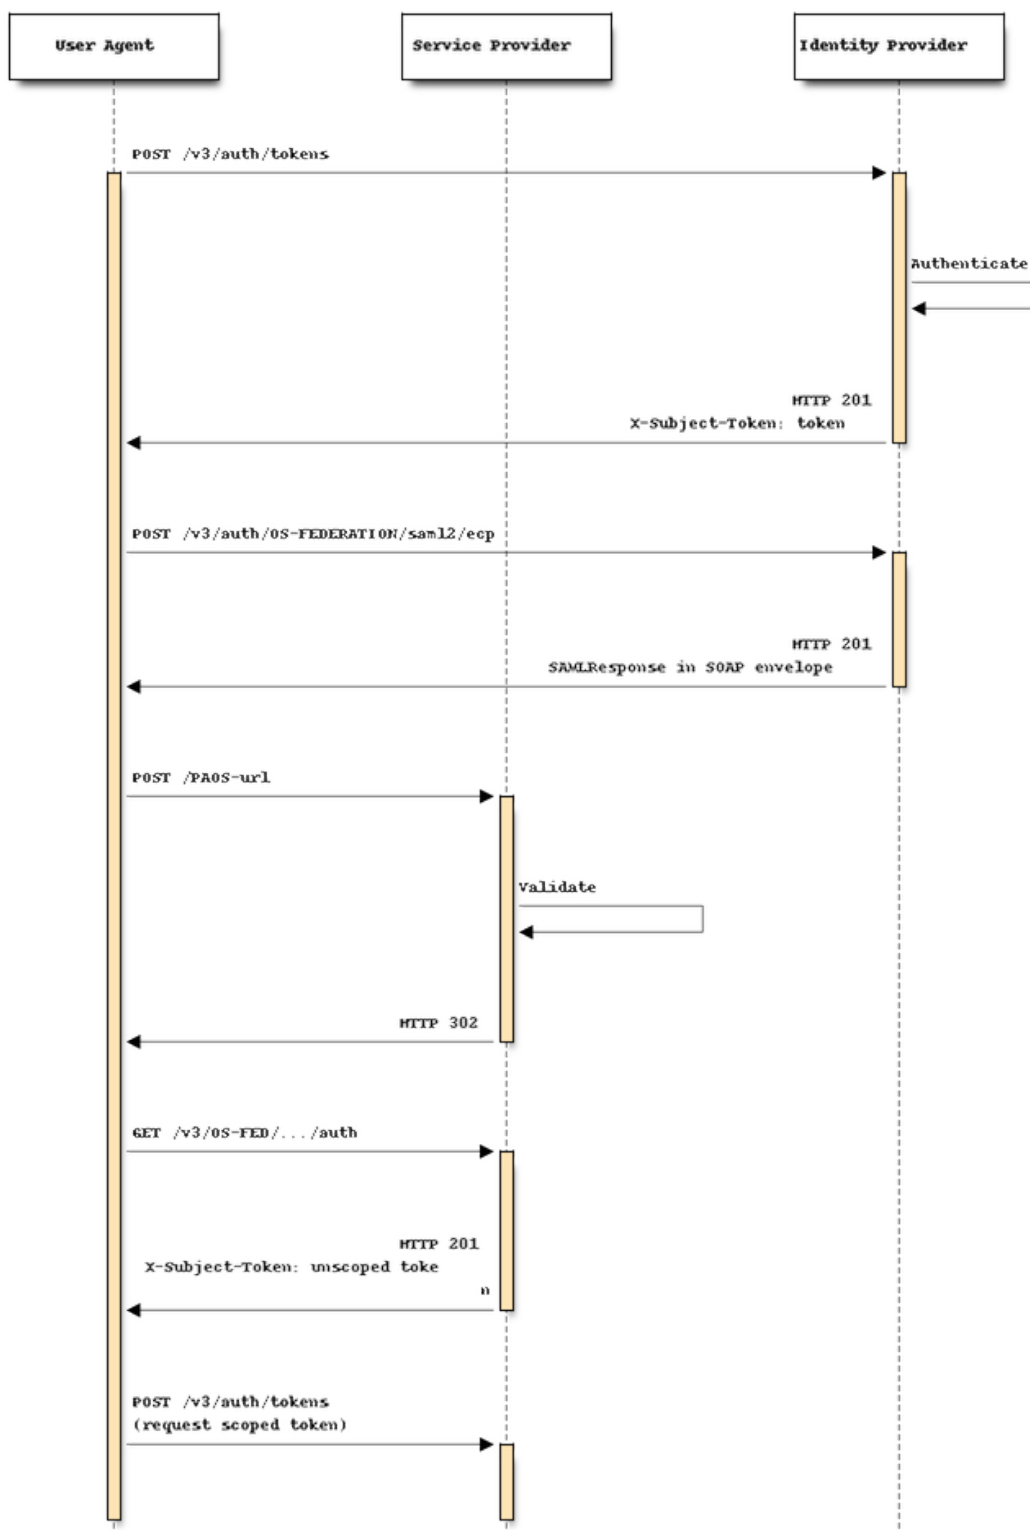 User Agent
Service Provider
Identity Provider
POST /v3/auth/tokens
Authenticate
HTTP 201
X-Subject-Token: token
POST /v3/auth/OS-FEDERATION/saml2/ecp
HTTP 201
SAMLResponse in SOAP envelope
POST /PAOS-url
Validate
HTTP 302
GET /v3/OS-FED/.../auth
HTTP 201
X-Subject-Token: unscoped toke
n
POST /v3/auth/tokens
(request scoped token)